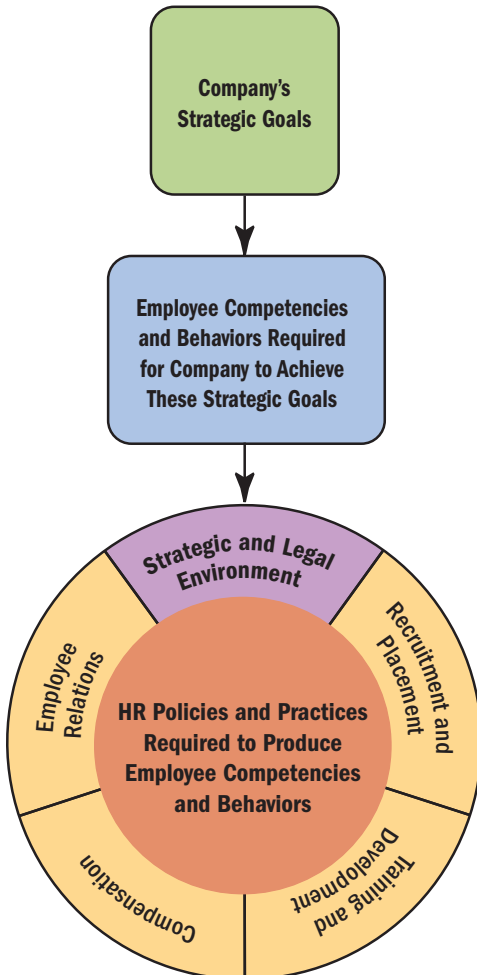 Company’s
Strategic Goals
Employee Competencies
and Behaviors Required
for Company to Achieve
These Strategic Goals
Strategic and Legal
Environment
Recruitment and
Placement
Training and
Development
Compensation
Employee
Relations
HR Policies and Practices
Required to Produce
Employee Competencies
and Behaviors